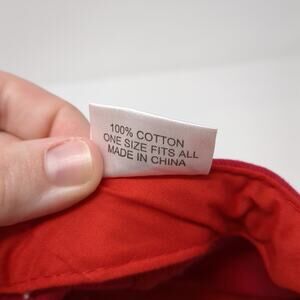 100% COTTON
ONE SIZE FITS ALL
MADE IN CHINA